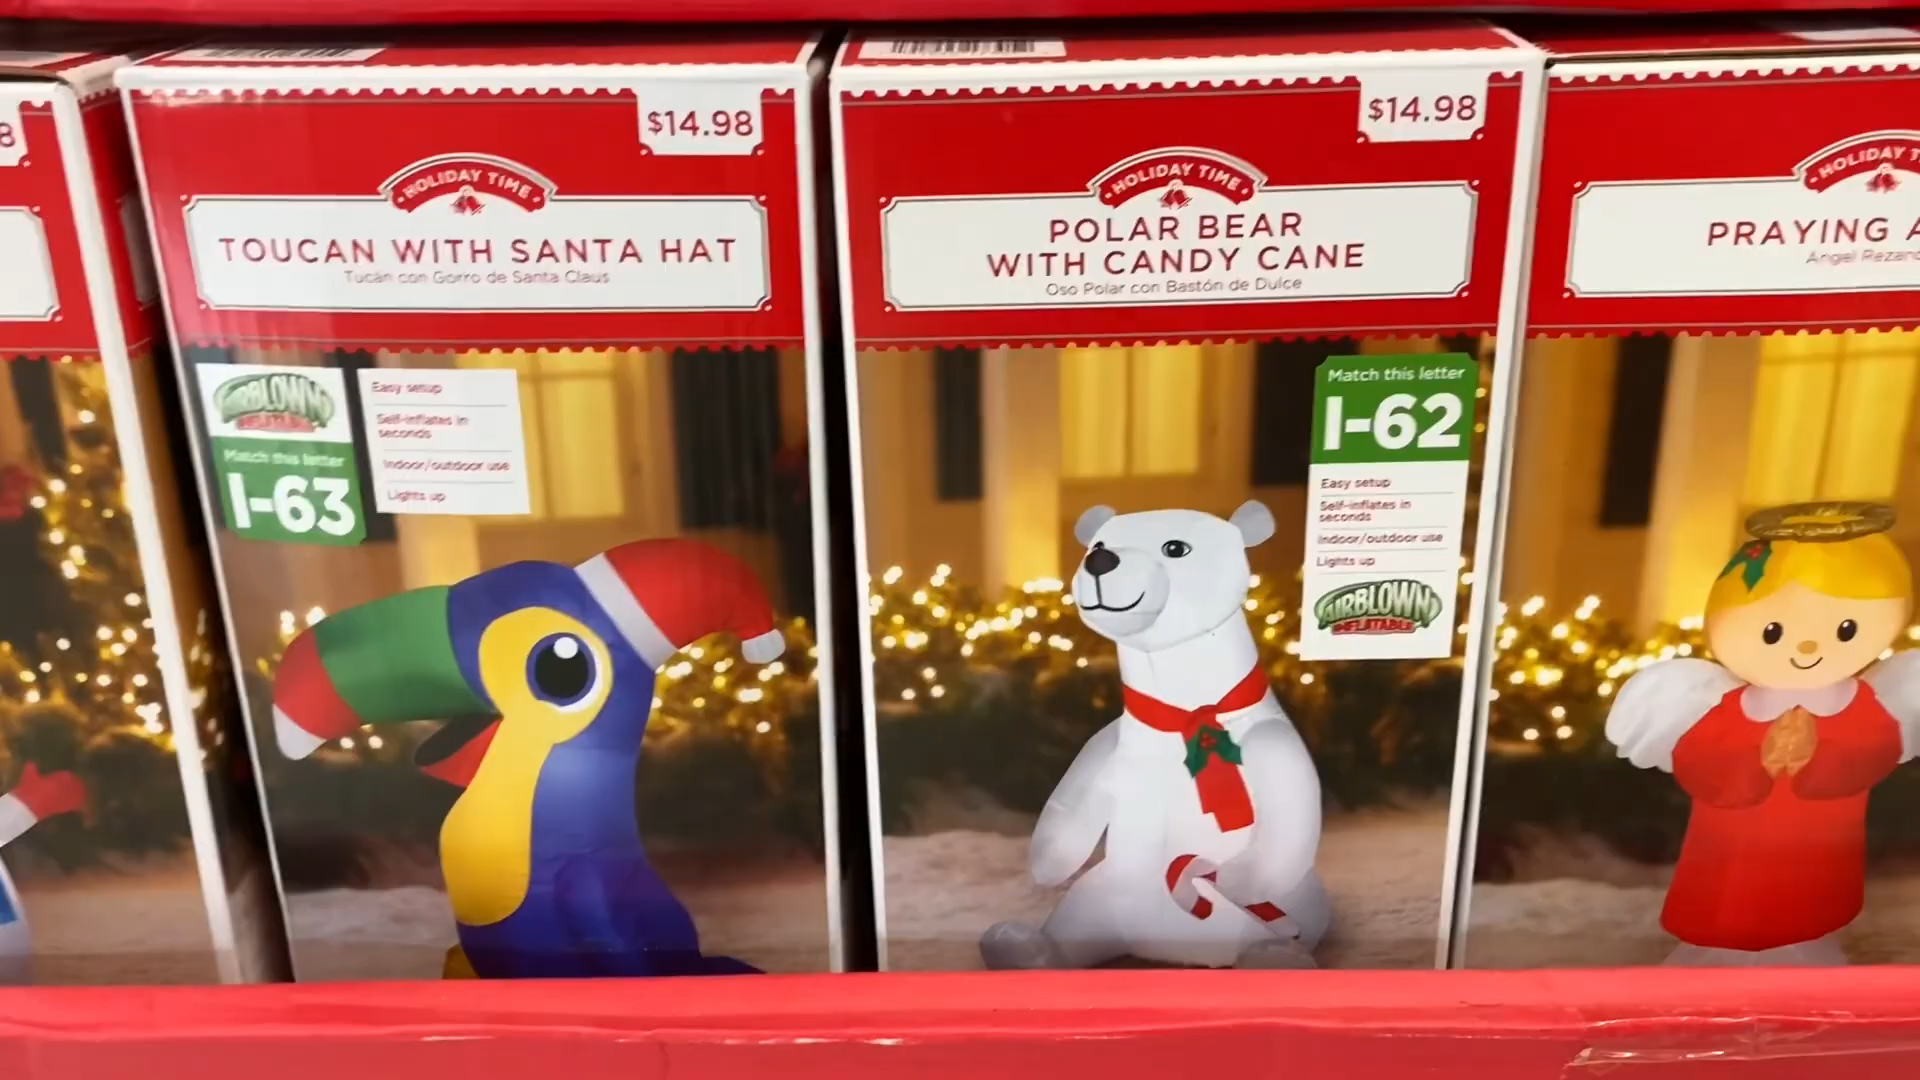 8
$14.98
HOLIDAY TIME
TOUCAN WITH SANTA HAT
Tucán con Gorro de Santa Claus
AIRBLOWN
INFLATABLE
Match this letter
I-63
Easy setup
Self-inflates in
seconds
Indoor/outdoor use
Lights up
$14.98
HOLIDAY TIME
POLAR BEAR
WITH CANDY CANE
Oso Polar con Bastón de Dulce
Match this letter
I-62
Easy setup
Self-inflates in
seconds
Indoor/outdoor use
Lights up
AIRBLOWN
INFLATABLE
HOLIDAY T
PRAYING A
Angel Rezand